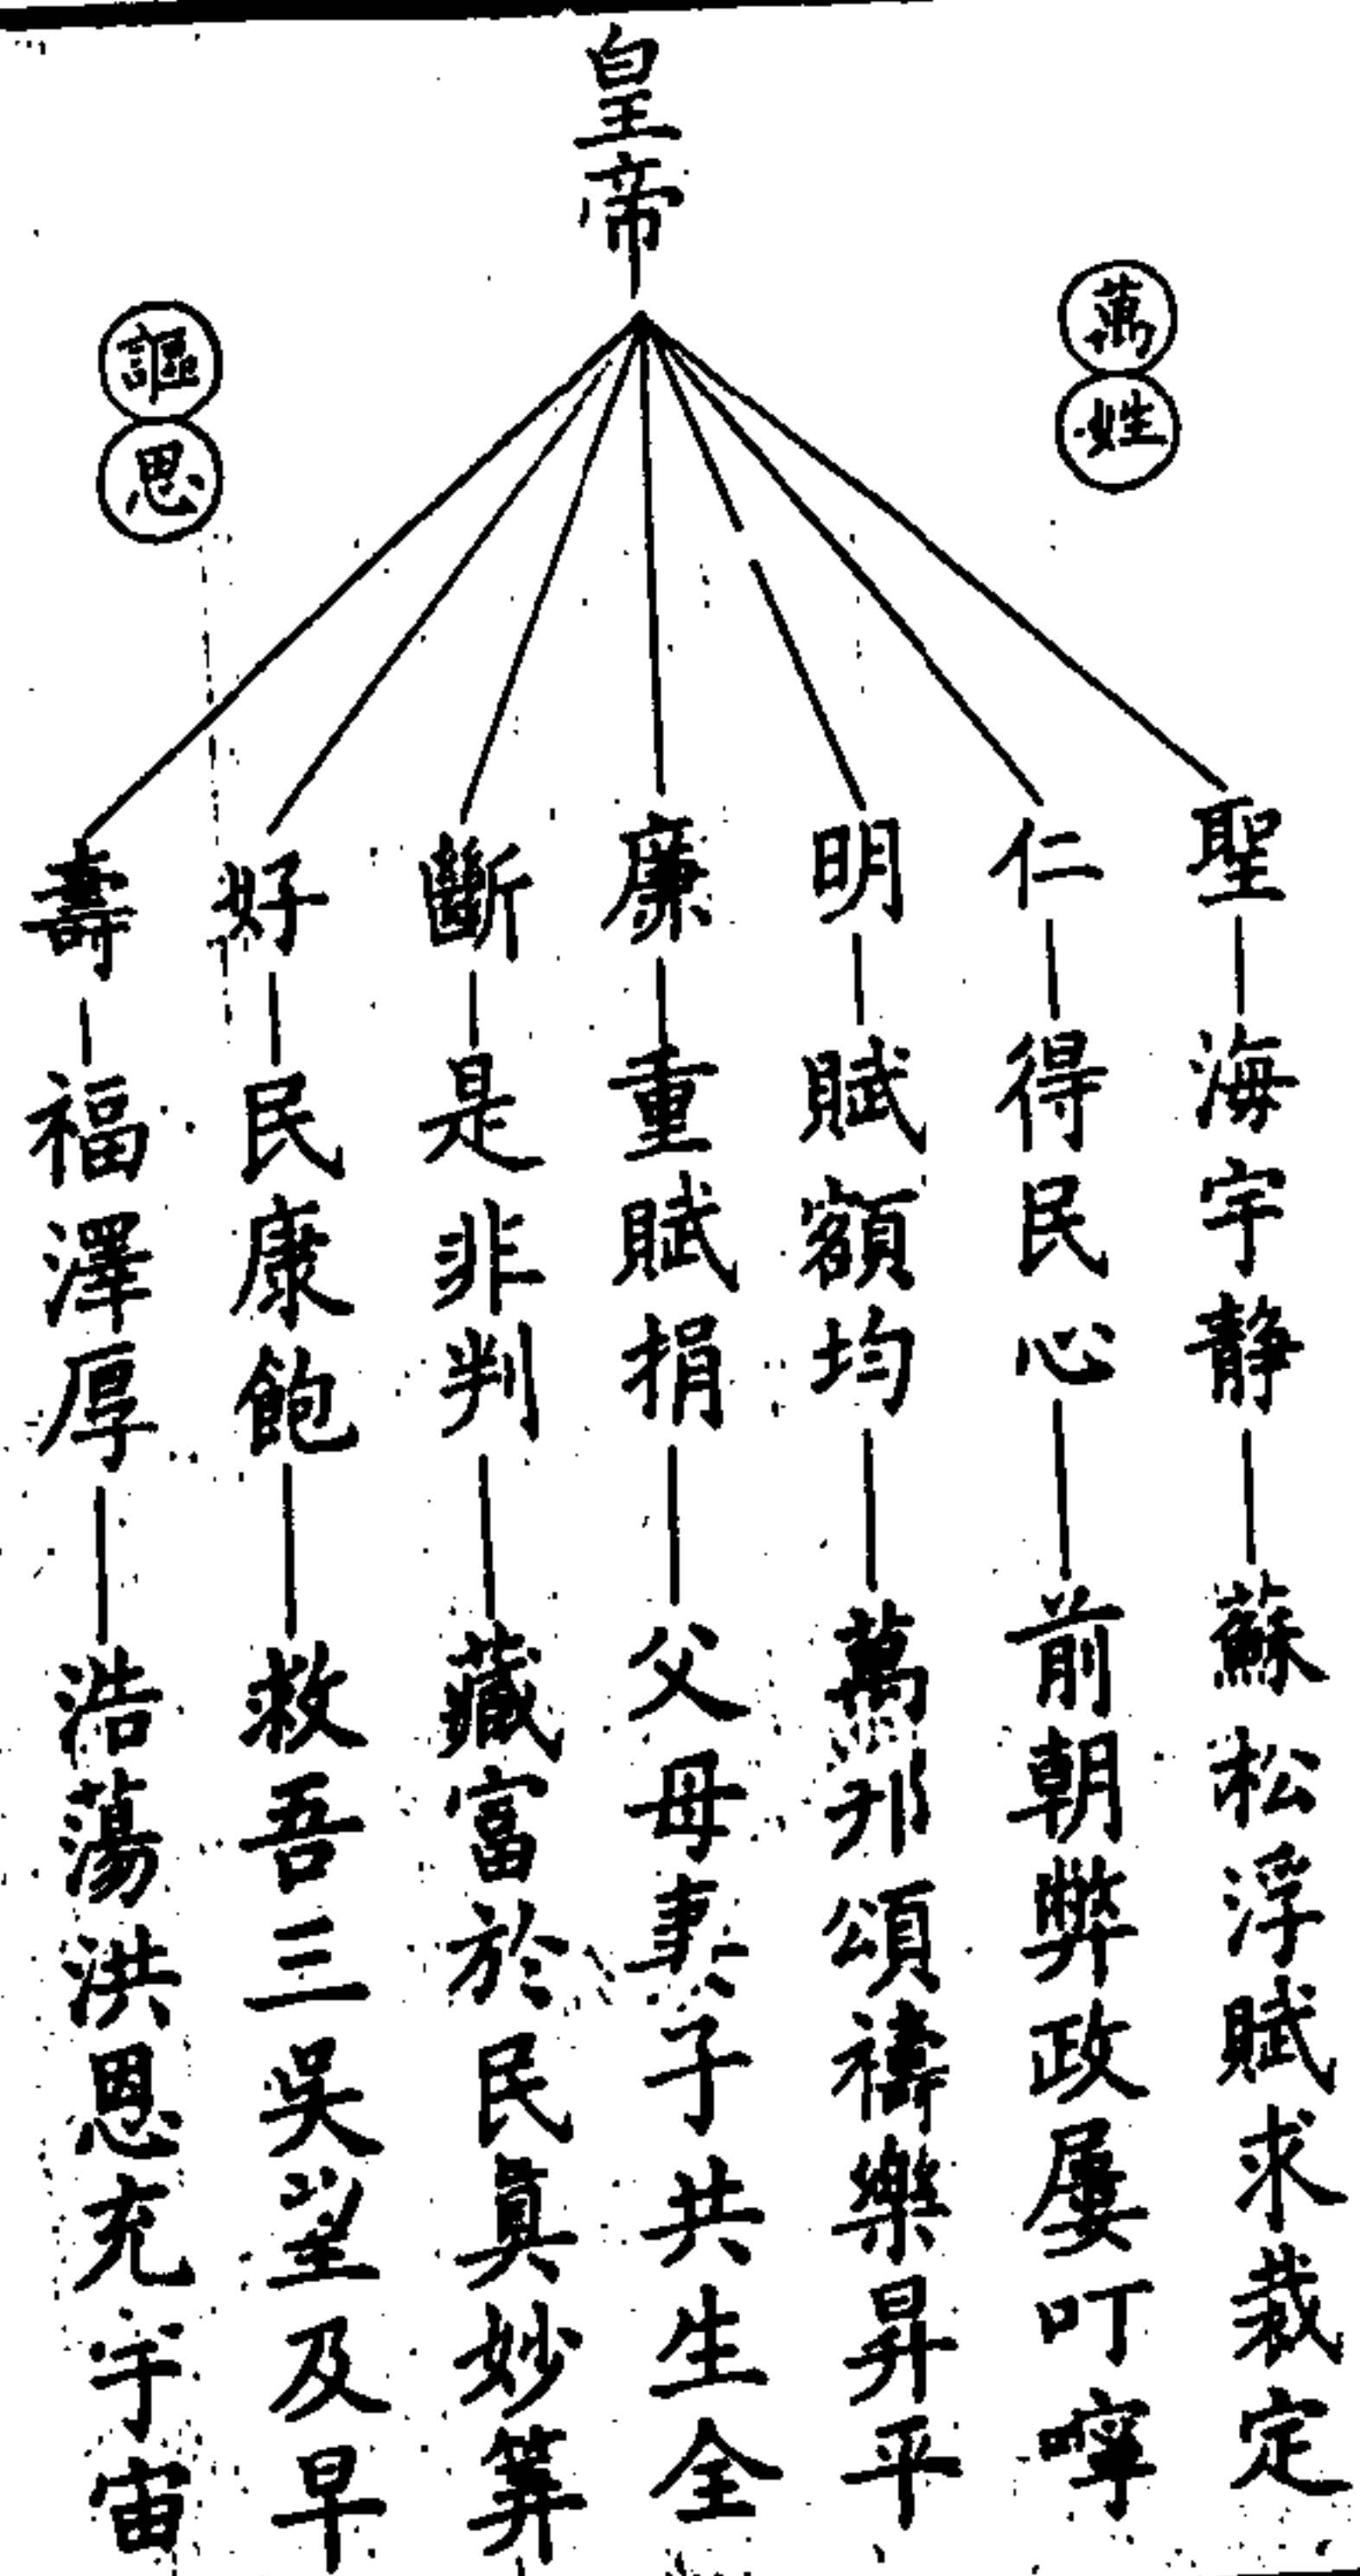 皇帝
萬姓
謳恩
聖 海宇靜 蘇松浮賦求裁定
仁 得民心 前朝弊政屢叮嚀
明 賦額均 萬邦頌禱樂昇平
廉 重賦捐 父母妻子共生全
斷 是非判 藏富於民真妙筭
好 民康飽 救吾三吳望及早
壽 福澤厚 浩蕩洪恩充宇宙